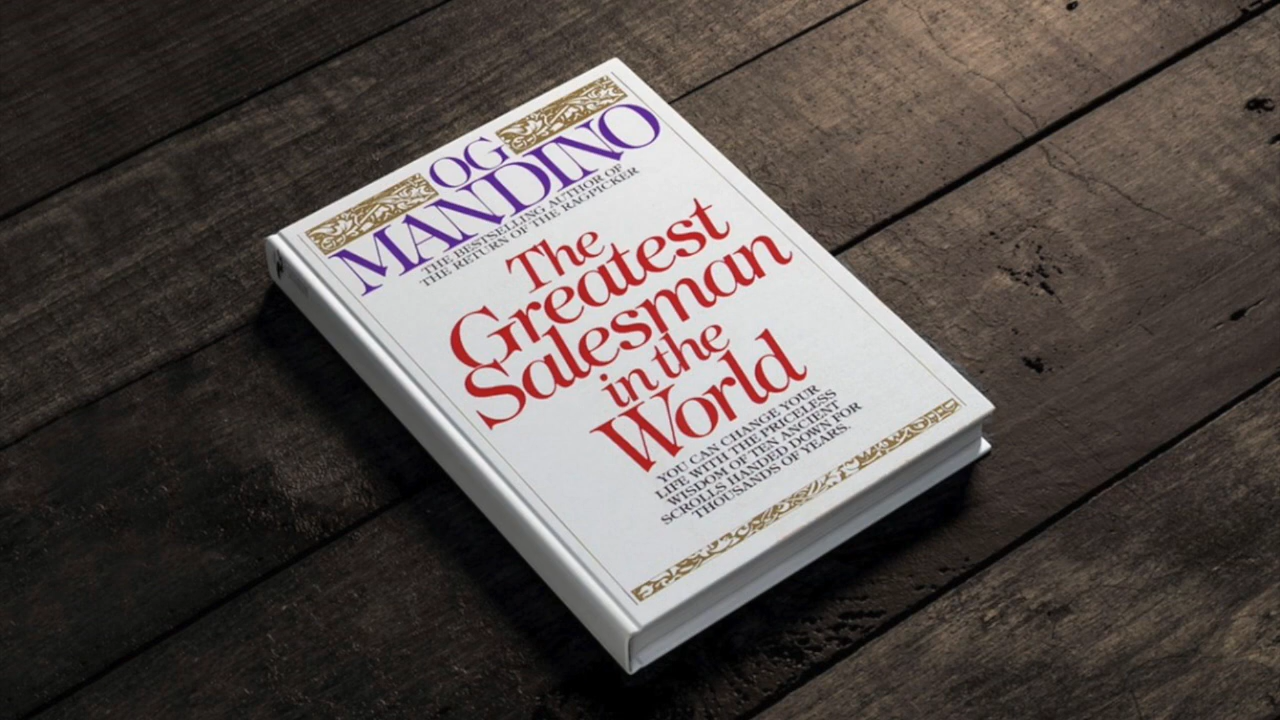 OG
MANDINO
THE BESTSELLING AUTHOR OF
THE RETURN OF THE RAGPICKER
The
Greatest
Salesman
in the
World
YOU CAN CHANGE YOUR
LIFE WITH THE PRICELESS
WISDOM OF TEN ANCIENT
SCROLLS HANDED DOWN FOR
THOUSANDS OF YEARS.